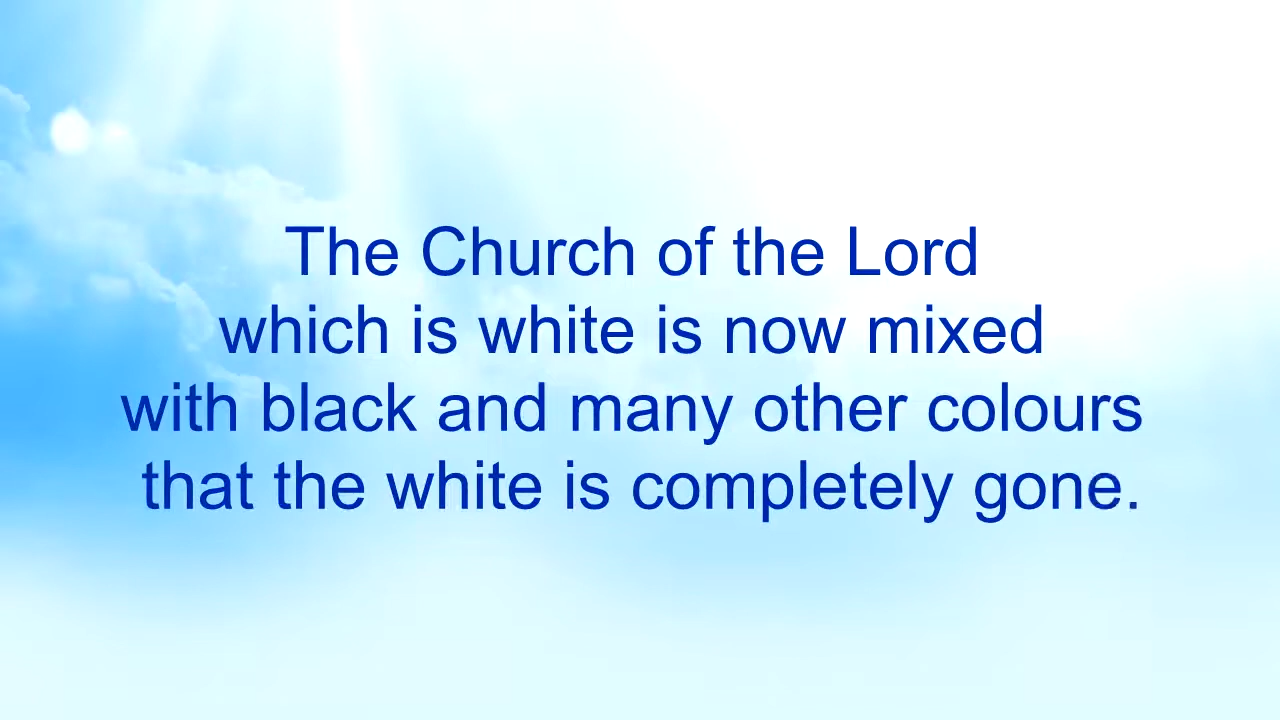 The Church of the Lord
which is white is now mixed
with black and many other colours
that the white is completely gone.